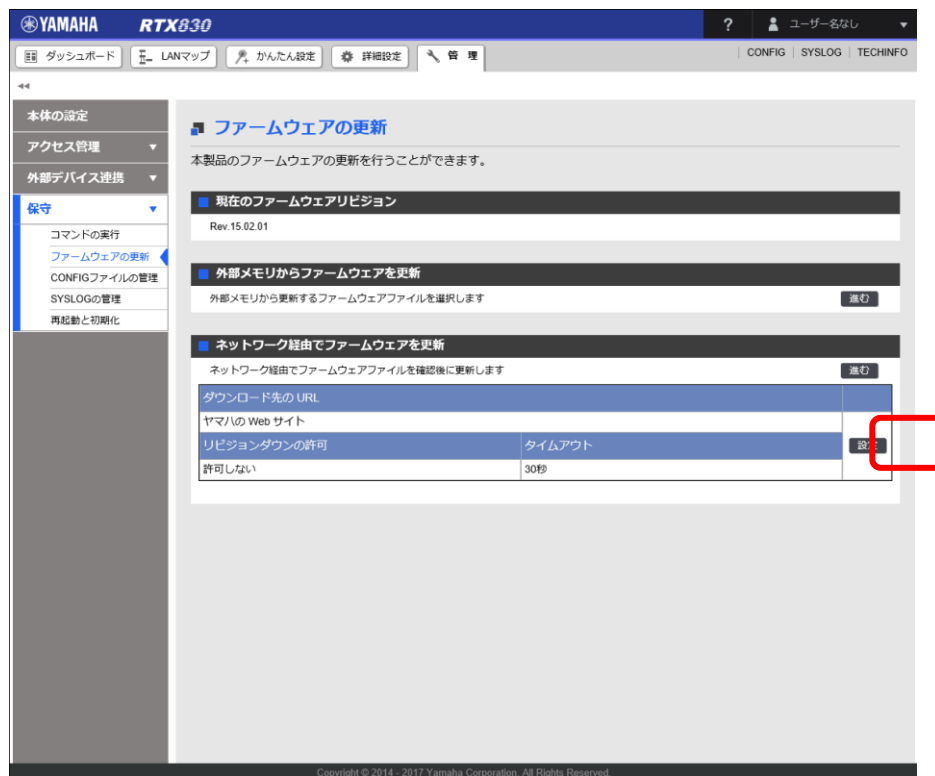 YAMAHA RTX830 ? ユーザー名なし ▼
ダッシュボード LANマップ かんたん設定 詳細設定 管 理 CONFIG SYSLOG TECHINFO
本体の設定
アクセス管理 ▼
外部デバイス連携 ▼
保守 ▼
コマンドの実行
ファームウェアの更新
CONFIGファイルの管理
SYSLOGの管理
再起動と初期化
ファームウェアの更新
本製品のファームウェアの更新を行うことができます。
現在のファームウェアリビジョン
Rev.15.02.01
外部メモリからファームウェアを更新
外部メモリから更新するファームウェアファイルを選択します 進む
ネットワーク経由でファームウェアを更新
ネットワーク経由でファームウェアファイルを確認後に更新します 進む
ダウンロード先の URL
ヤマハの Web サイト
リビジョンダウンの許可 タイムアウト 設定
許可しない 30秒
Copyright © 2014 - 2017 Yamaha Corporation. All Rights Reserved.